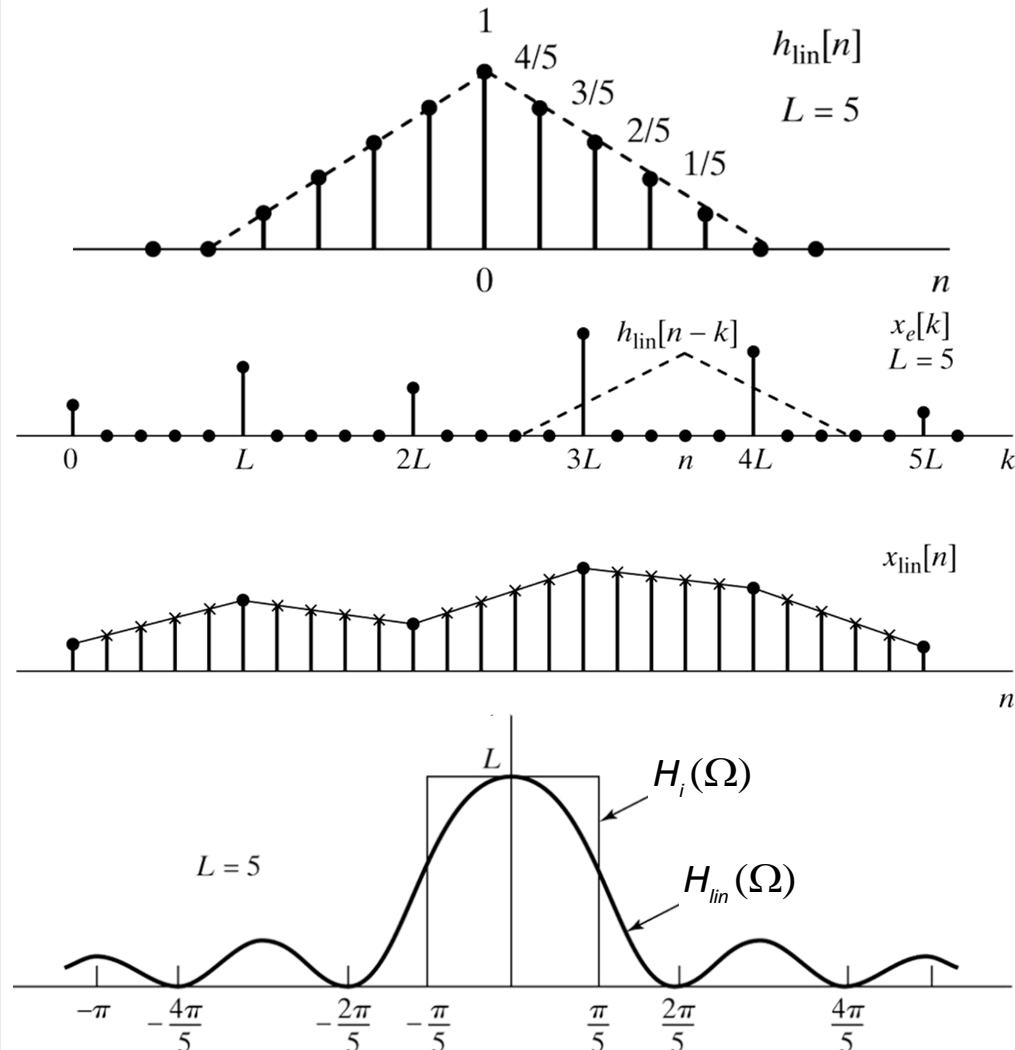 1
h_lin[n]
4/5
3/5
L = 5
2/5
1/5
0
n
h_lin[n − k]
x_e[k]
L = 5
0 L 2L 3L n 4L 5L k
x_lin[n]
n
L
H_i(Ω)
L = 5
H_lin(Ω)
−π −4π/5 −2π/5 −π/5 π/5 2π/5 4π/5